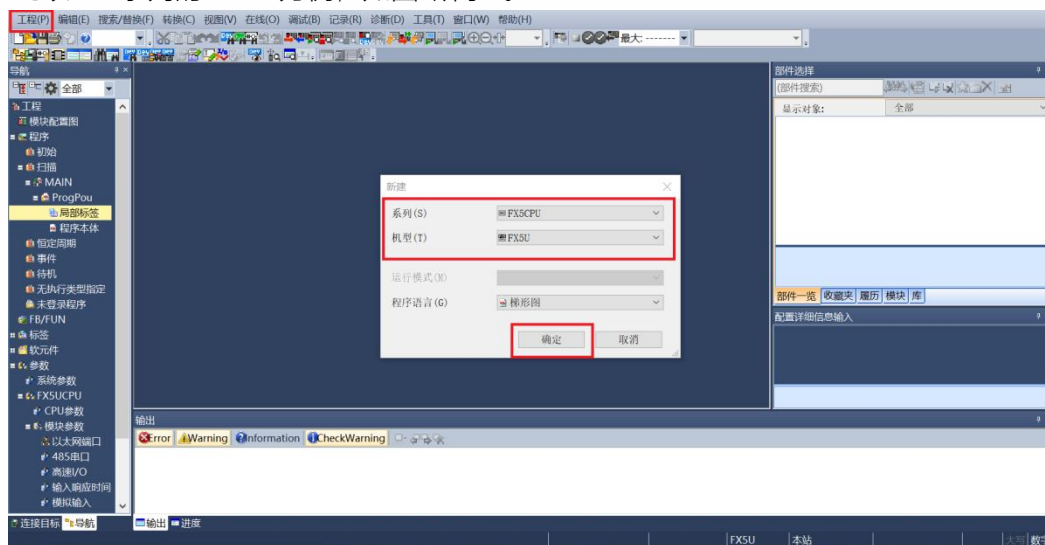 工程(P) 编辑(E) 搜索/替换(F) 转换(C) 视图(V) 在线(O) 调试(B) 记录(R) 诊断(D) 工具(T) 窗口(W) 帮助(H)
最大: --------
导航
全部
工程
模块配置图
程序
初始
扫描
MAIN
ProgPou
局部标签
程序本体
恒定周期
事件
待机
无执行类型指定
未登录程序
FB/FUN
标签
软元件
参数
系统参数
FX5UCPU
CPU参数
模块参数
以太网端口
485串口
高速I/O
输入响应时间
模拟输入
连接目标 导航
新建
系列(S) FX5CPU
机型(T) FX5U
运行模式(M)
程序语言(G) 梯形图
确定 取消
部件选择
(部件搜索)
显示对象: 全部
部件一览 收藏夹 履历 模块 库
配置详细信息输入
输出
Error Warning Information CheckWarning
输出 进度
FX5U 本站 大写 数字